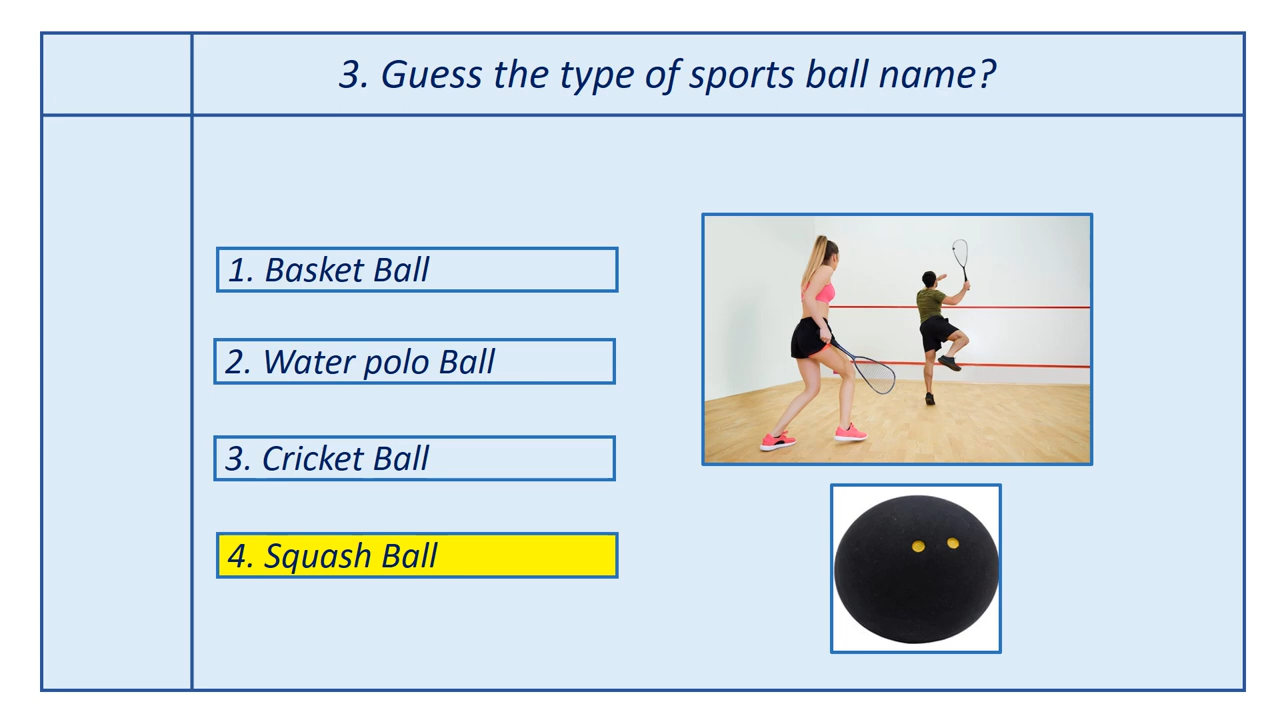 3. Guess the type of sports ball name?
1. Basket Ball
2. Water polo Ball
3. Cricket Ball
4. Squash Ball